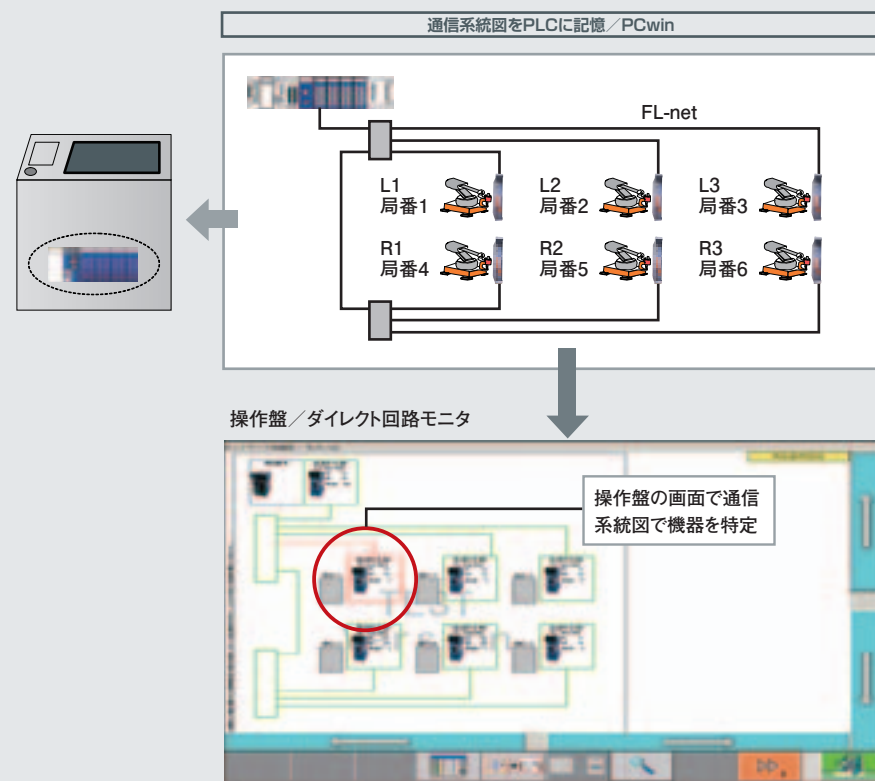 通信系統図をPLCに記憶／PCwin
FL-net
L1
局番1
L2
局番2
L3
局番3
R1
局番4
R2
局番5
R3
局番6
操作盤／ダイレクト回路モニタ
操作盤の画面で通信
系統図で機器を特定